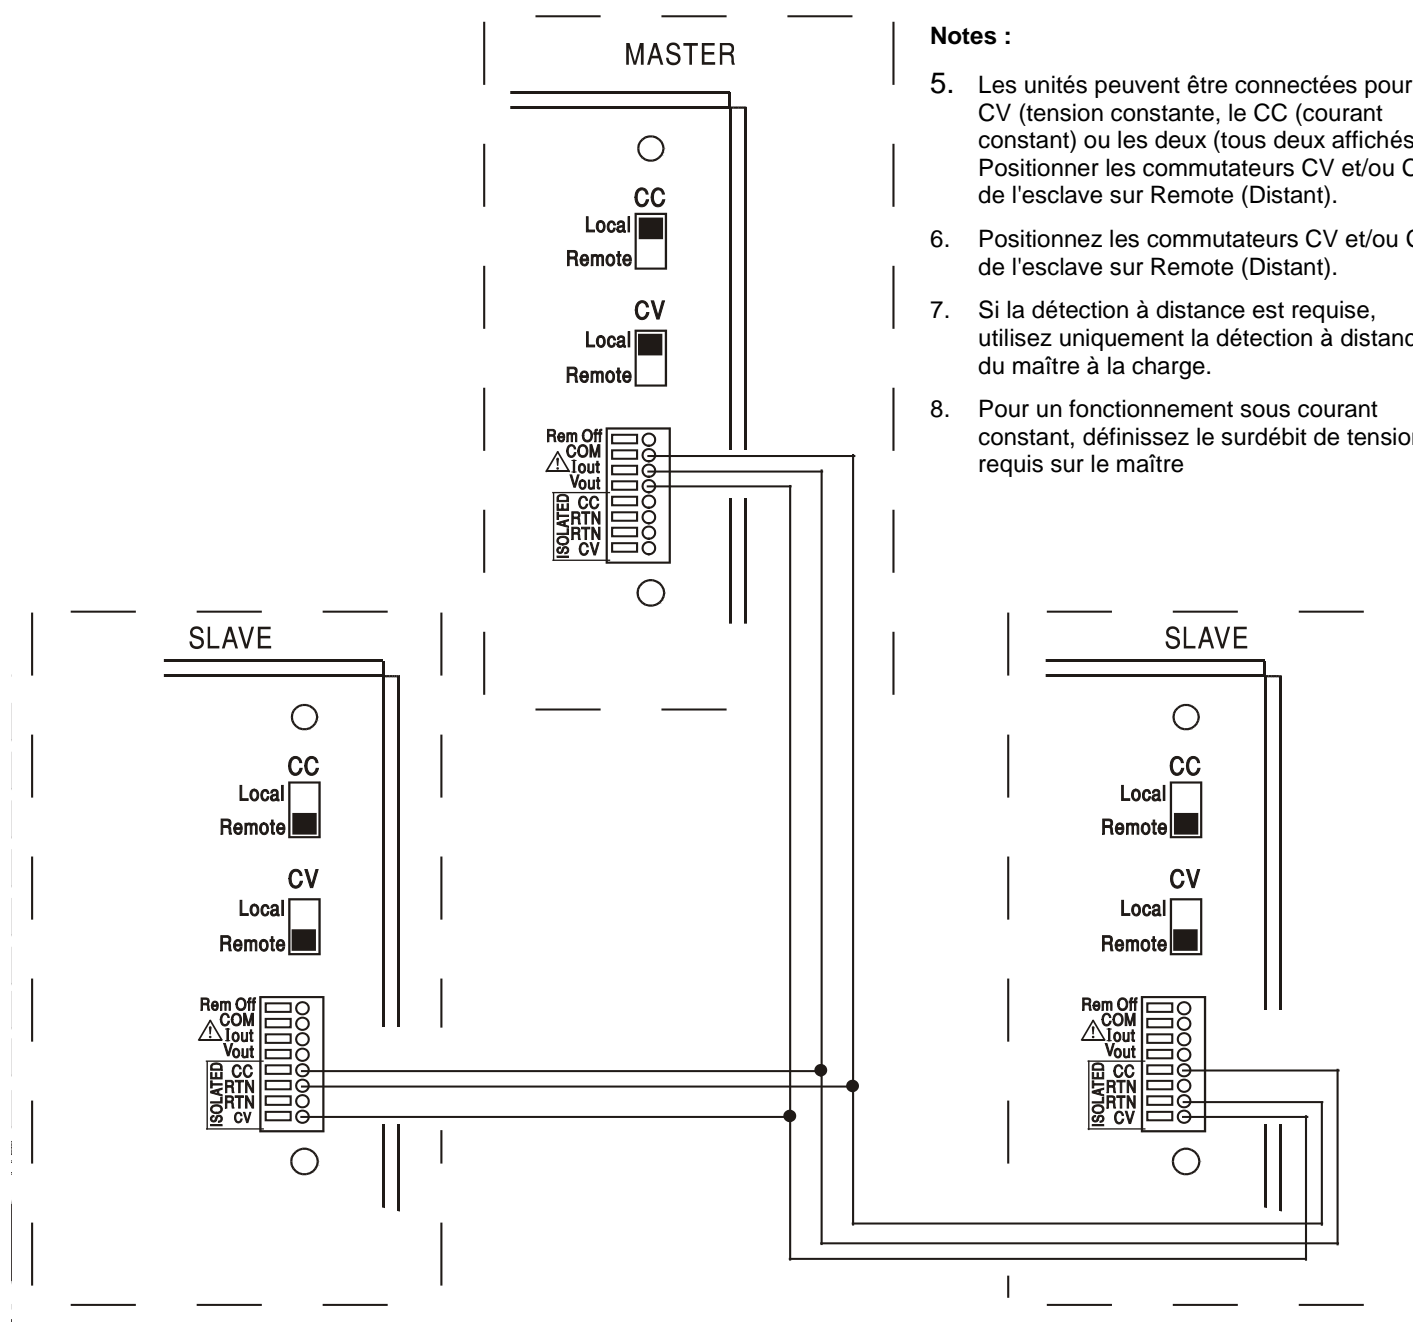 MASTER
CC
Local
Remote
CV
Local
Remote
Rem Off
COM
Iout
Vout
ISOLATED
CC
RTN
RTN
CV
Notes :
5. Les unités peuvent être connectées pour
CV (tension constante, le CC (courant
constant) ou les deux (tous deux affichés
Positionner les commutateurs CV et/ou
de l'esclave sur Remote (Distant).
6. Positionnez les commutateurs CV et/ou
de l'esclave sur Remote (Distant).
7. Si la détection à distance est requise,
utilisez uniquement la détection à
du maître à la charge.
8. Pour un fonctionnement sous courant
constant, définissez le surdébit de
requis sur le maître
SLAVE
CC
Local
Remote
CV
Local
Remote
Rem Off
COM
Iout
Vout
ISOLATED
CC
RTN
RTN
CV
SLAVE
CC
Local
Remote
CV
Local
Remote
Rem Off
COM
Iout
Vout
ISOLATED
CC
RTN
RTN
CV